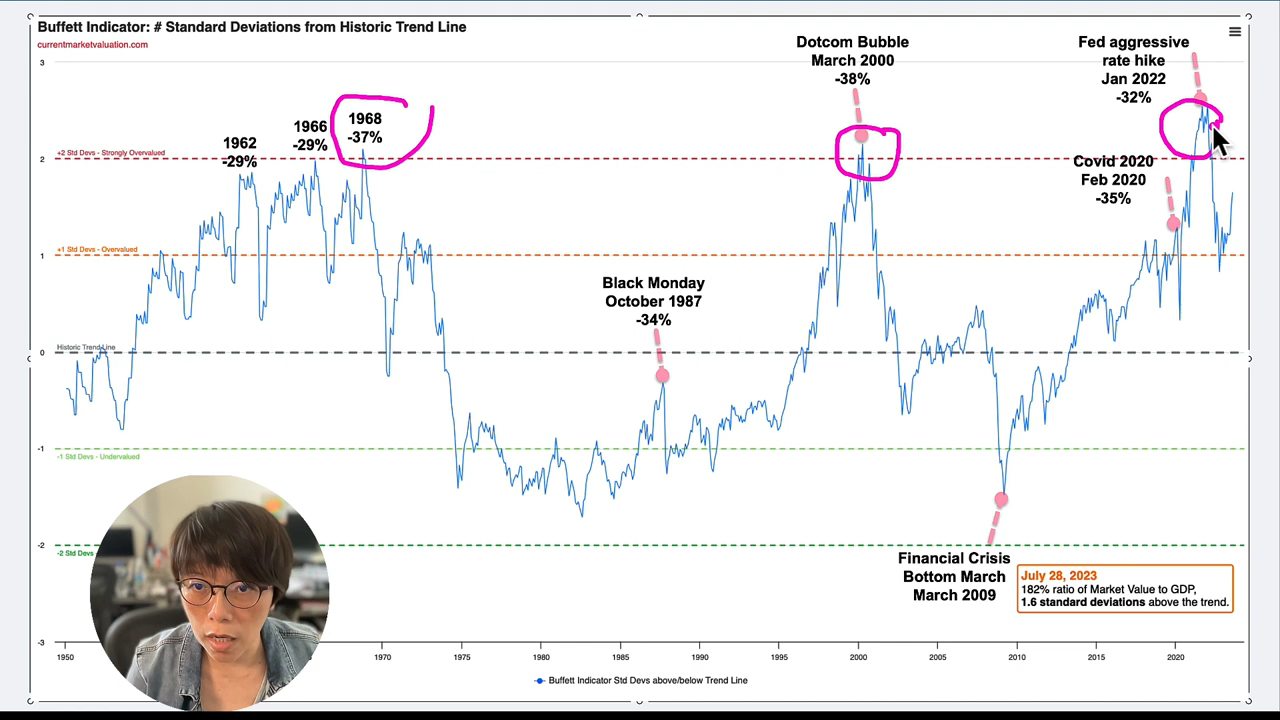 Buffett Indicator: # Standard Deviations from Historic Trend Line
currentmarketvaluation.com
Dotcom Bubble
March 2000
-38%
Fed aggressive
rate hike
Jan 2022
-32%
1962
-29%
1966
-29%
1968
-37%
Covid 2020
Feb 2020
-35%
Black Monday
October 1987
-34%
Financial Crisis
Bottom March
March 2009
July 28, 2023
182% ratio of Market Value to GDP,
1.6 standard deviations above the trend.
3
2
1
0
-1
-2
-3
+2 Std Devs - Strongly Overvalued
+1 Std Devs - Overvalued
Historic Trend Line
-1 Std Devs - Undervalued
-2 Std Devs
1950
1970
1975
1980
1985
1990
1995
2000
2005
2010
2015
2020
Buffett Indicator Std Devs above/below Trend Line